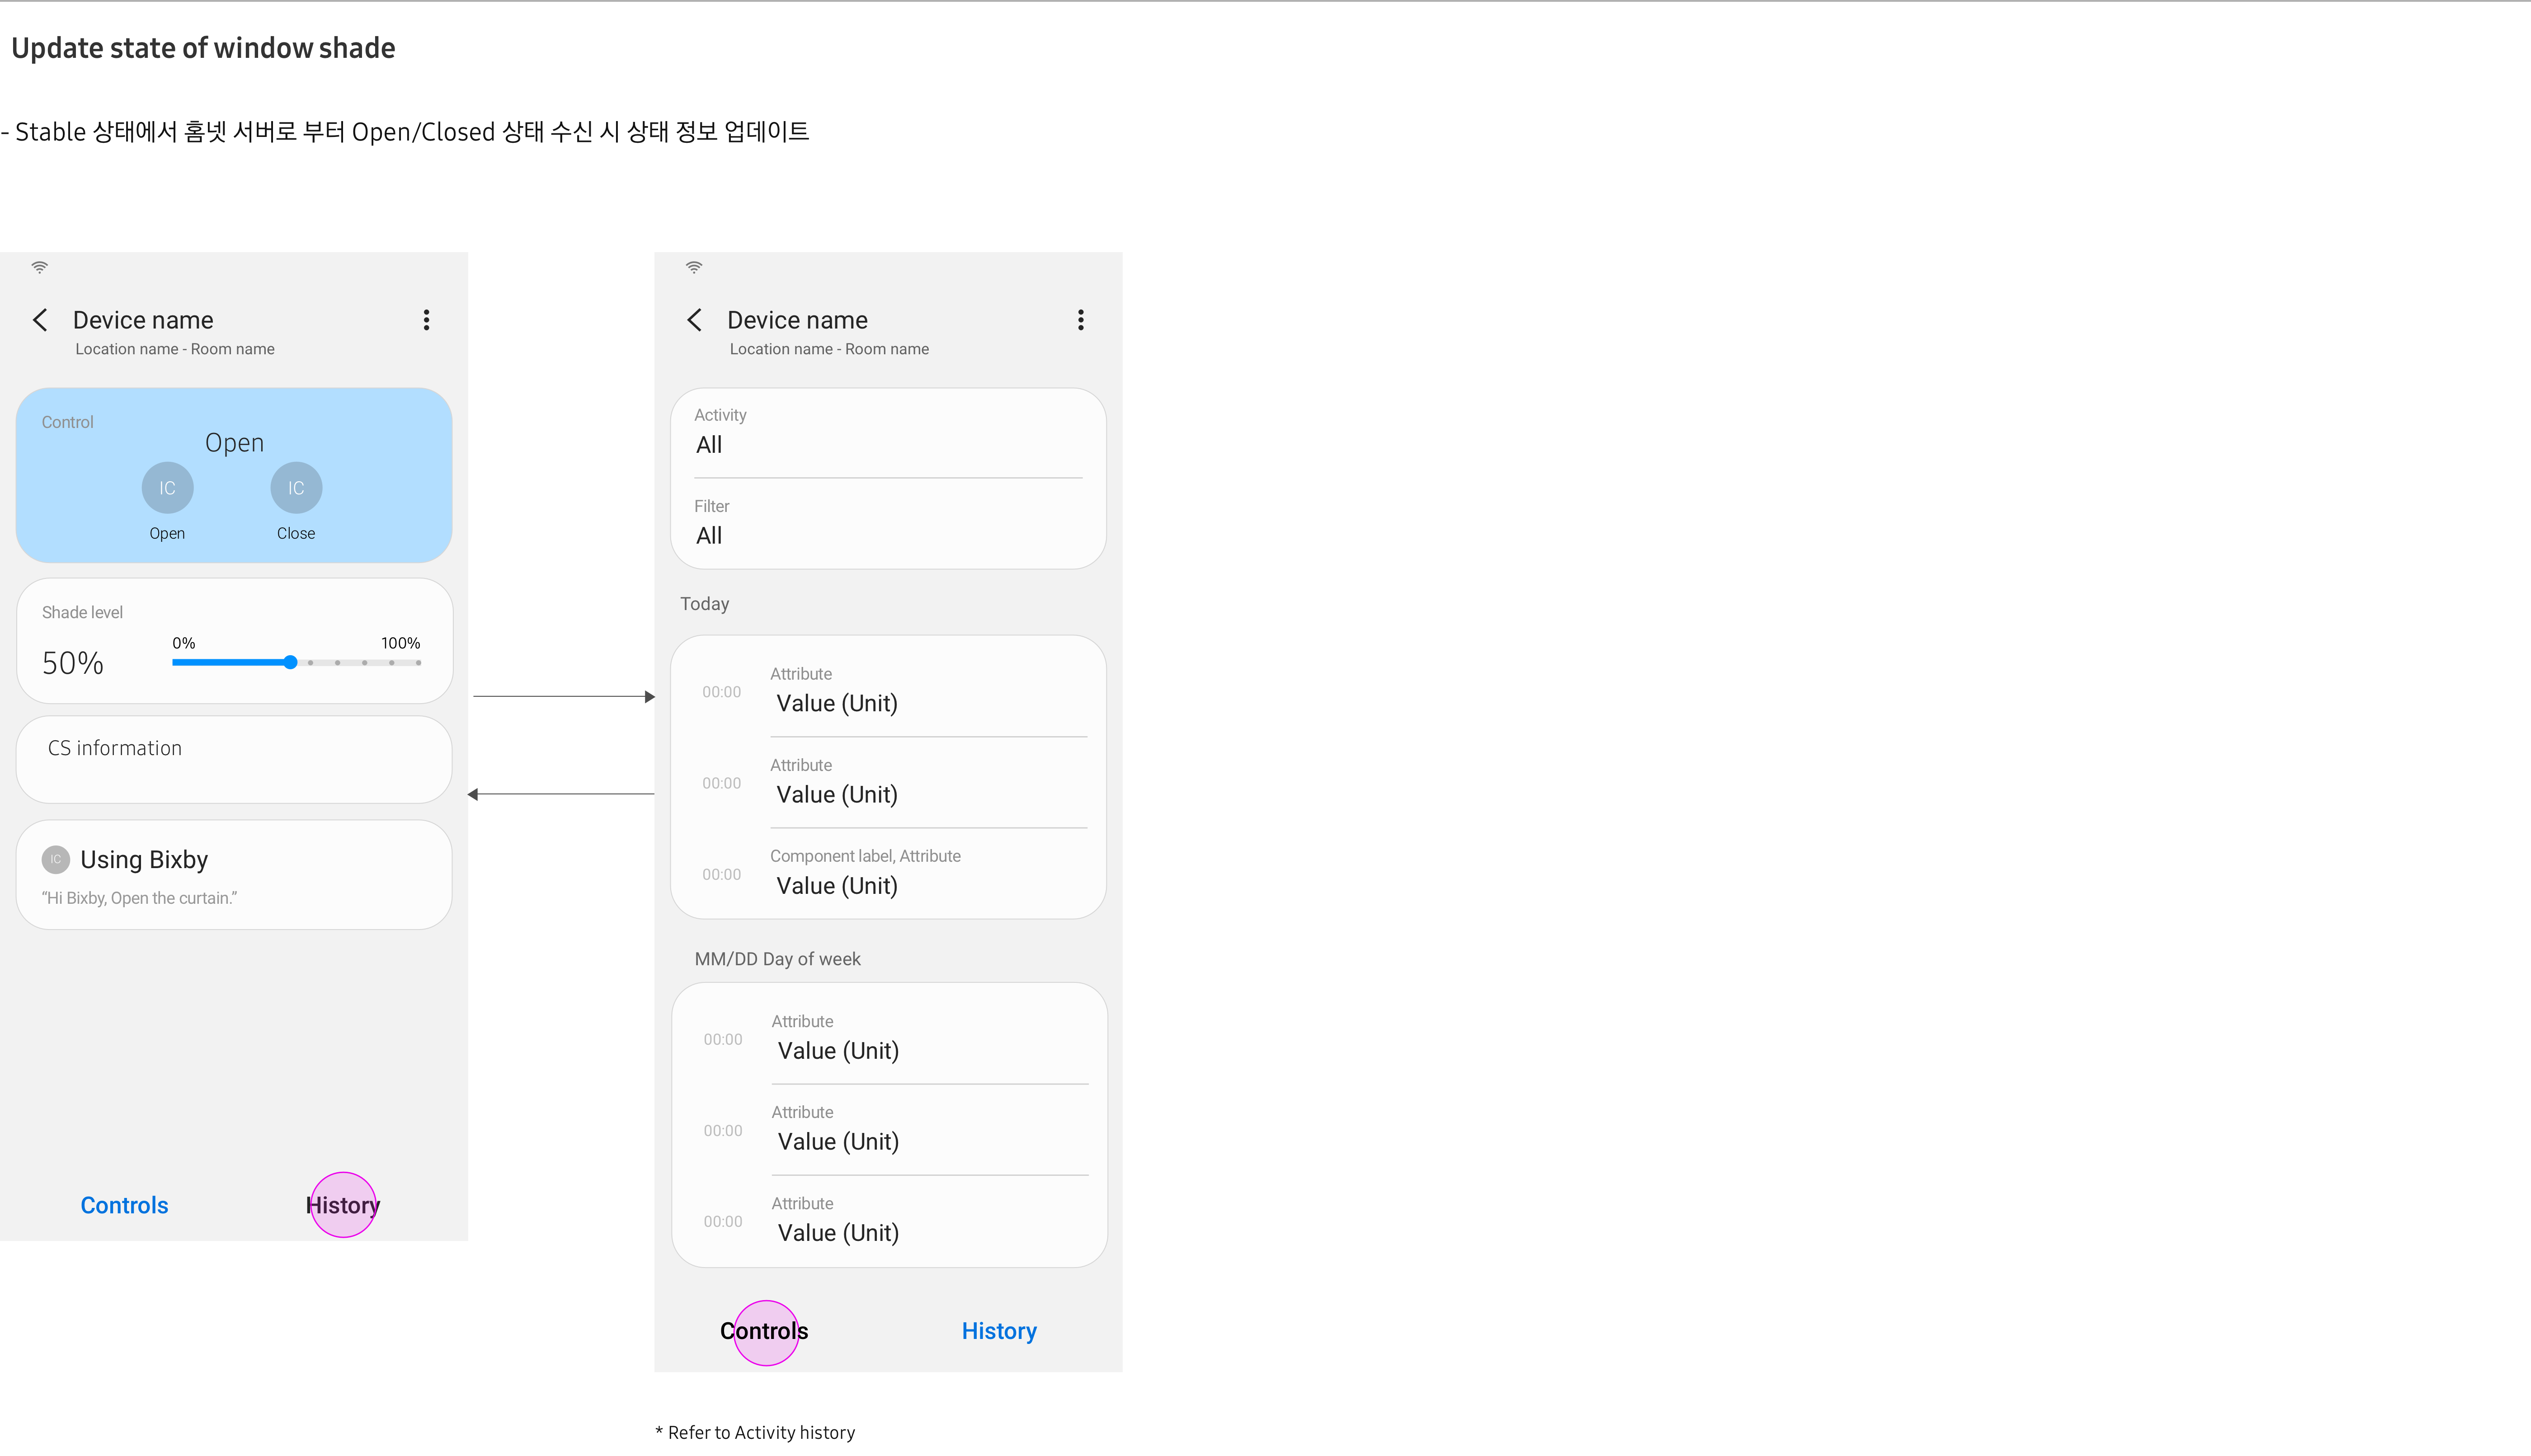 Update state of window shade
- Stable 상태에서 홈넷 서버로 부터 Open/Closed 상태 수신 시 상태 정보 업데이트
Device name
Location name - Room name
Control
Open
IC
IC
Open
Close
Shade level
0%
100%
50%
CS information
IC
Using Bixby
“Hi Bixby, Open the curtain.”
Controls
History
Device name
Location name - Room name
Activity
All
Filter
All
Today
Attribute
00:00
Value (Unit)
Attribute
00:00
Value (Unit)
Component label, Attribute
00:00
Value (Unit)
MM/DD Day of week
Attribute
00:00
Value (Unit)
Attribute
00:00
Value (Unit)
Attribute
00:00
Value (Unit)
Controls
History
* Refer to Activity history